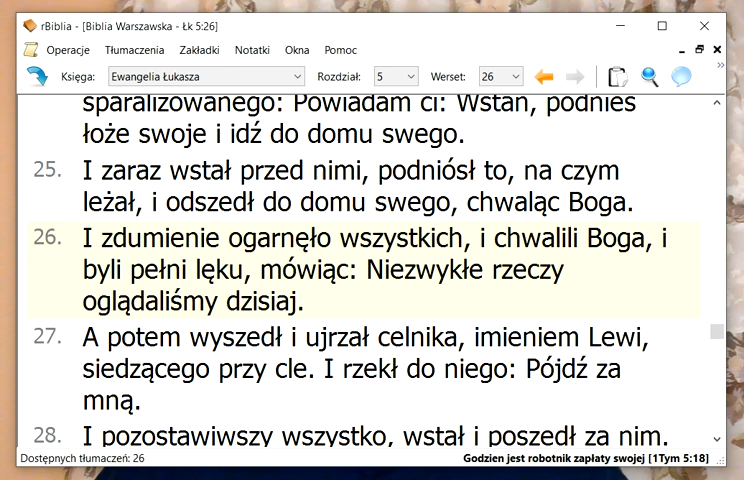 rBiblia - [Biblia Warszawska - Łk 5:26]
Operacje Tłumaczenia Zakładki Notatki Okna Pomoc
Księga: Ewangelia Łukasza Rozdział: 5 Werset: 26
sparaliżowanego: Powiadam ci: Wstań, podnieś
łoże swoje i idź do domu swego.
25. I zaraz wstał przed nimi, podniósł to, na czym
leżał, i odszedł do domu swego, chwaląc Boga.
26. I zdumienie ogarnęło wszystkich, i chwalili Boga, i
byli pełni lęku, mówiąc: Niezwykłe rzeczy
oglądaliśmy dzisiaj.
27. A potem wyszedł i ujrzał celnika, imieniem Lewi,
siedzącego przy cle. I rzekł do niego: Pójdź za
mną.
28. I pozostawiwszy wszystko, wstał i poszedł za nim.
Dostępnych tłumaczeń: 26 Godzien jest robotnik zapłaty swojej [1Tym 5:18]